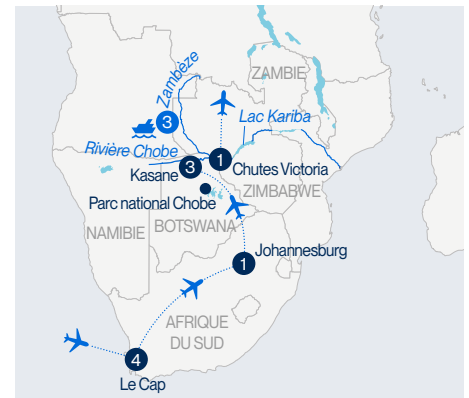 ZAMBIE
Zambèze
Lac Kariba
3
Rivière Chobe
1
3
Chutes Victoria
Kasane
ZIMBABWE
Parc national Chobe
BOTSWANA
NAMIBIE
Johannesburg
1
AFRIQUE
DU SUD
4
Le Cap